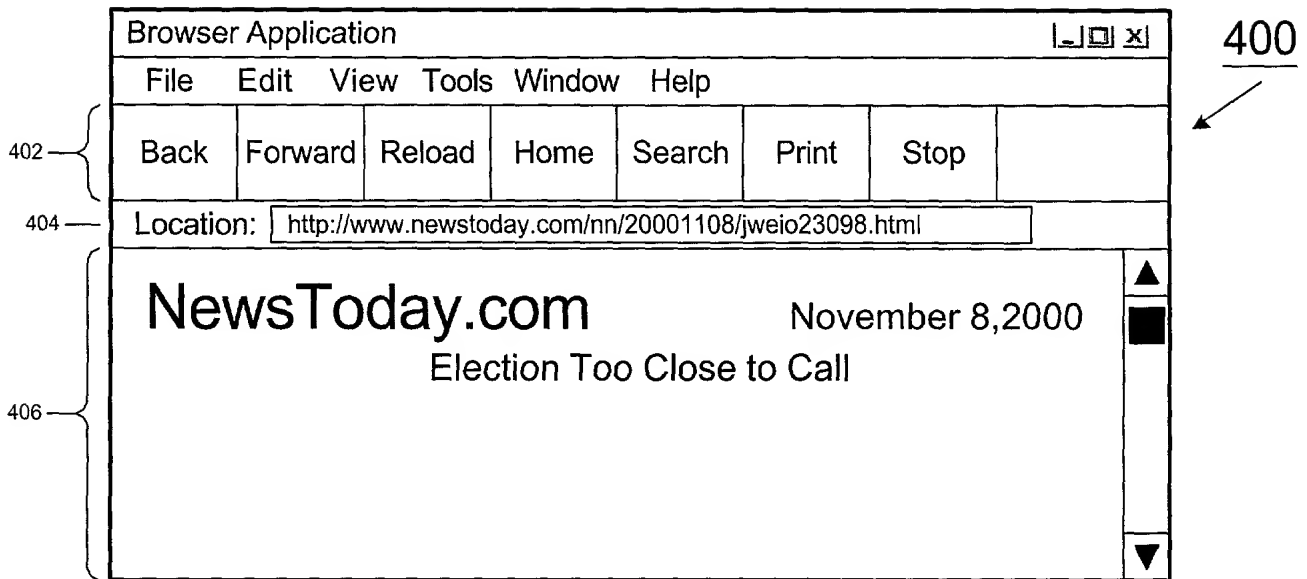 Browser Application
400
File Edit View Tools Window Help
402
Back Forward Reload Home Search Print Stop
404
Location: http://www.newstoday.com/nn/20001108/jweio23098.html
NewsToday.com November 8,2000
Election Too Close to Call
406